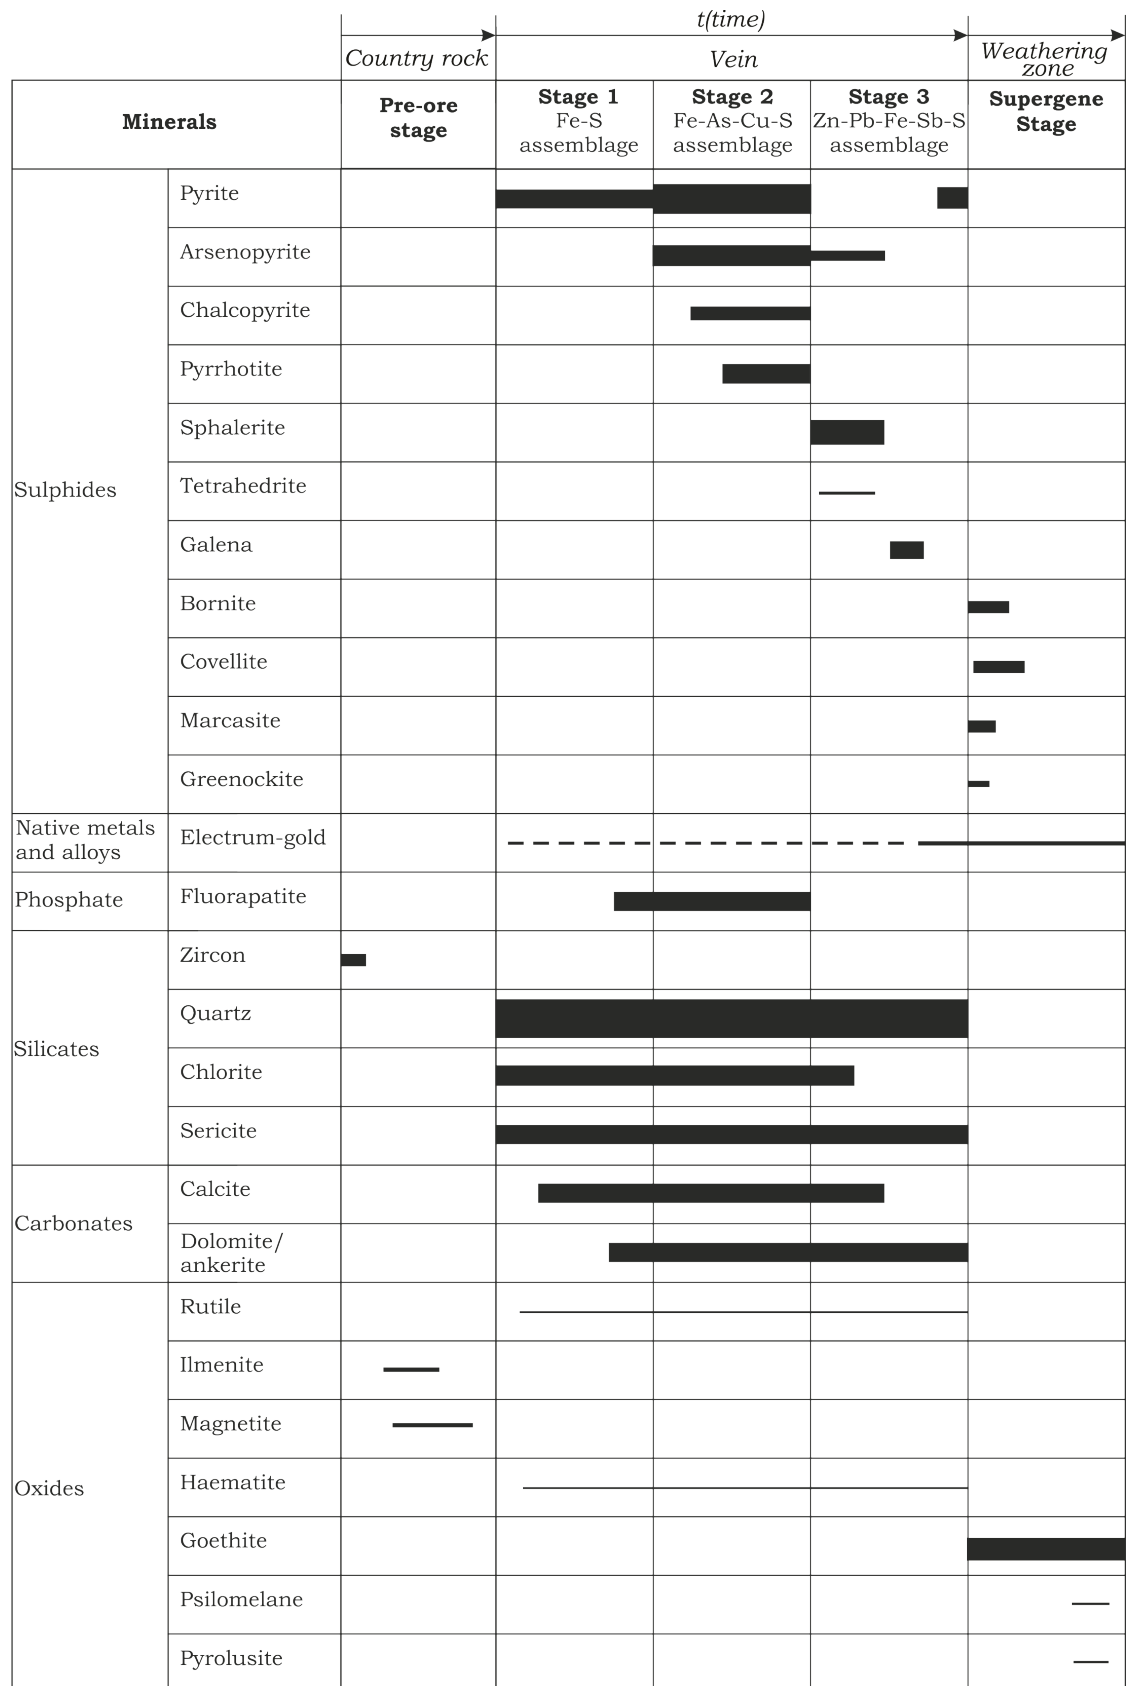 t(time)
Country rock
Vein
Weathering
zone
Minerals
Pre-ore
stage
Stage 1
Fe-S
assemblage
Stage 2
Fe-As-Cu-S
assemblage
Stage 3
Zn-Pb-Fe-Sb-S
assemblage
Supergene
Stage
Sulphides
Pyrite
Arsenopyrite
Chalcopyrite
Pyrrhotite
Sphalerite
Tetrahedrite
Galena
Bornite
Covellite
Marcasite
Greenockite
Native metals
and alloys
Electrum-gold
Phosphate
Fluorapatite
Silicates
Zircon
Quartz
Chlorite
Sericite
Carbonates
Calcite
Dolomite/
ankerite
Oxides
Rutile
Ilmenite
Magnetite
Haematite
Goethite
Psilomelane
Pyrolusite